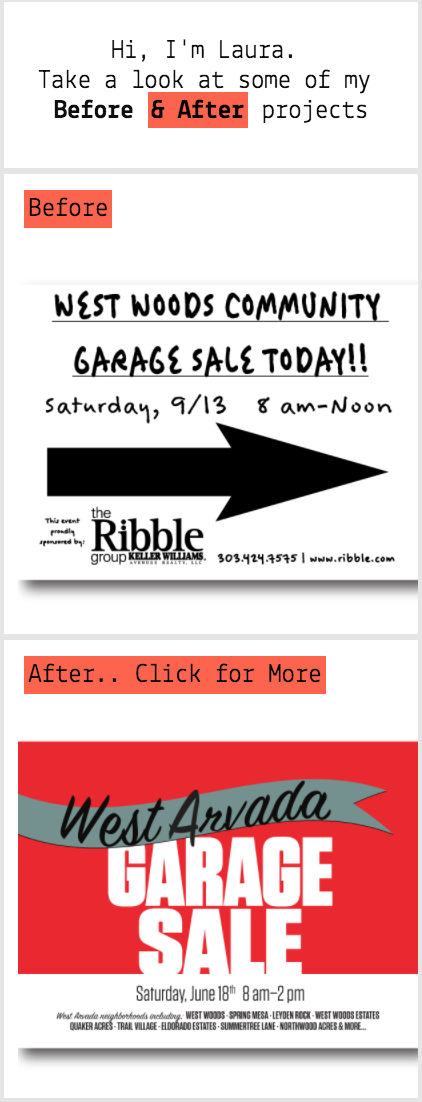 Hi, I'm Laura.
Take a look at some of my
Before & After projects
Before
WEST WOODS COMMUNITY
GARAGE SALE TODAY!!
Saturday, 9/13 8 am-Noon
This event
proudly
sponsored by:
the
Ribble
group KELLER WILLIAMS.
AVENUES REALTY, LLC
303.424.7575 | www.ribble.com
After.. Click for More
West Arvada
GARAGE
SALE
Saturday, June 18th 8 am–2 pm
West Arvada neighborhoods including: WEST WOODS · SPRING MESA · LEYDEN ROCK · WEST WOODS ESTATES
QUAKER ACRES · TRAIL VILLAGE · ELDORADO ESTATES · SUMMERTREE LANE · NORTHWOOD ACRES & MORE...